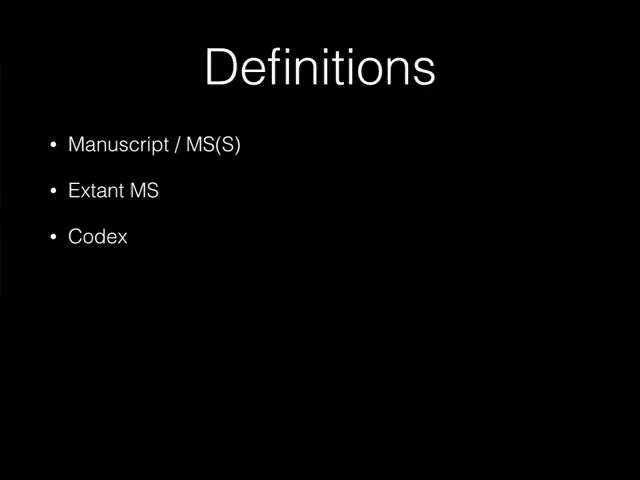 Definitions
• Manuscript / MS(S)
• Extant MS
• Codex